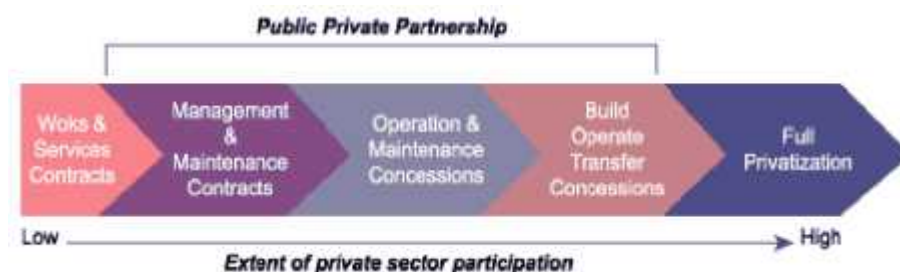 Public Private Partnership
Woks &
Services
Contracts
Management
&
Maintenance
Contracts
Operation &
Maintenance
Concessions
Build
Operate
Transfer
Concessions
Full
Privatization
Low
High
Extent of private sector participation